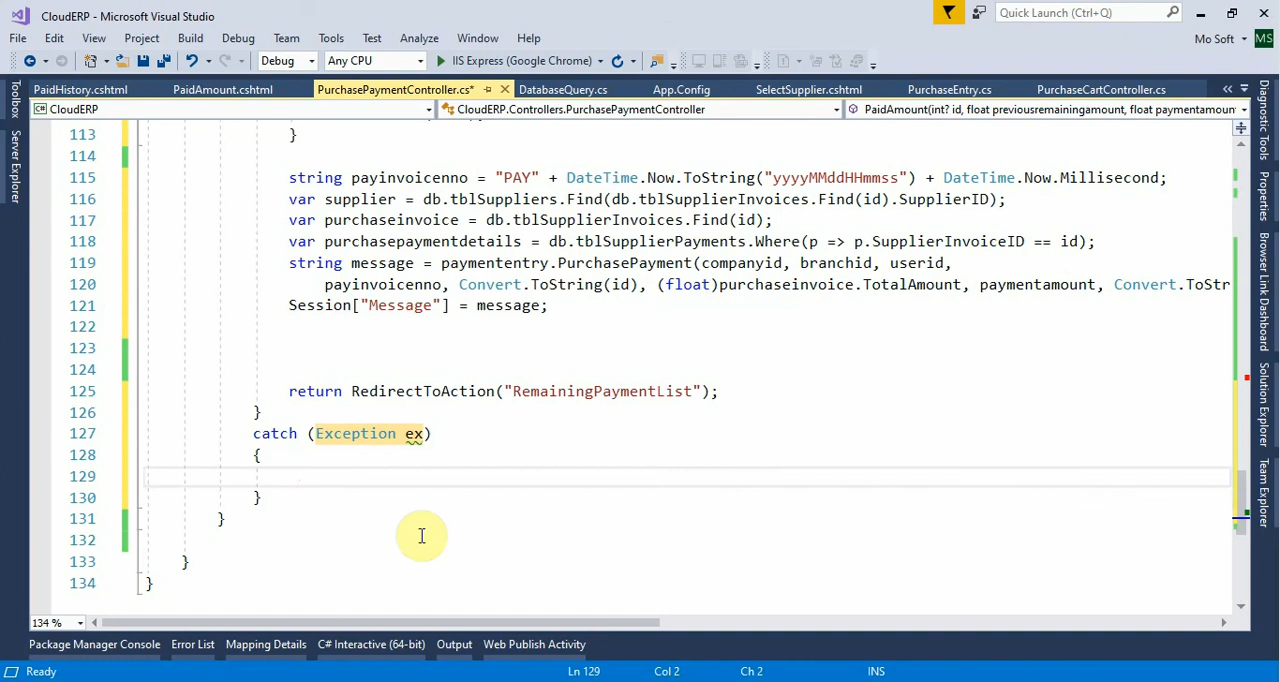 CloudERP - Microsoft Visual Studio
Quick Launch (Ctrl+Q)
File Edit View Project Build Debug Team Tools Test Analyze Window Help
Mo Soft MS
Debug Any CPU IIS Express (Google Chrome)
PaidHistory.cshtml PaidAmount.cshtml PurchasePaymentController.cs* DatabaseQuery.cs App.Config SelectSupplier.cshtml PurchaseEntry.cs PurchaseCartController.cs
CloudERP CloudERP.Controllers.PurchasePaymentController PaidAmount(int? id, float previousremainingamount, float paymentamour
Toolbox
Server Explorer
Diagnostic Tools
Properties
Browser Link Dashboard
Solution Explorer
Team Explorer
113 }
114
115 string payinvoicenno = "PAY" + DateTime.Now.ToString("yyyyMMddHHmmss") + DateTime.Now.Millisecond;
116 var supplier = db.tblSuppliers.Find(db.tblSupplierInvoices.Find(id).SupplierID);
117 var purchaseinvoice = db.tblSupplierInvoices.Find(id);
118 var purchasepaymentdetails = db.tblSupplierPayments.Where(p => p.SupplierInvoiceID == id);
119 string message = paymententry.PurchasePayment(companyid, branchid, userid,
120 payinvoicenno, Convert.ToString(id), (float)purchaseinvoice.TotalAmount, paymentamount, Convert.ToStr
121 Session["Message"] = message;
122
123
124
125 return RedirectToAction("RemainingPaymentList");
126 }
127 catch (Exception ex)
128 {
129
130 }
131 }
132
133 }
134 }
134 %
Package Manager Console Error List Mapping Details C# Interactive (64-bit) Output Web Publish Activity
Ready Ln 129 Col 2 Ch 2 INS